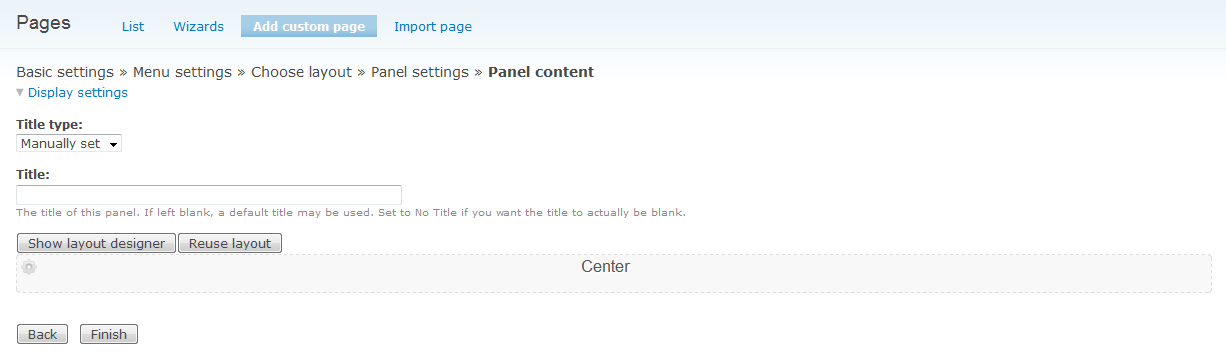 Pages List Wizards Add custom page Import page
Basic settings » Menu settings » Choose layout » Panel settings » Panel content
Display settings
Title type:
Manually set
Title:
The title of this panel. If left blank, a default title may be used. Set to No Title if you want the title to actually be blank.
Show layout designer Reuse layout
Center
Back Finish